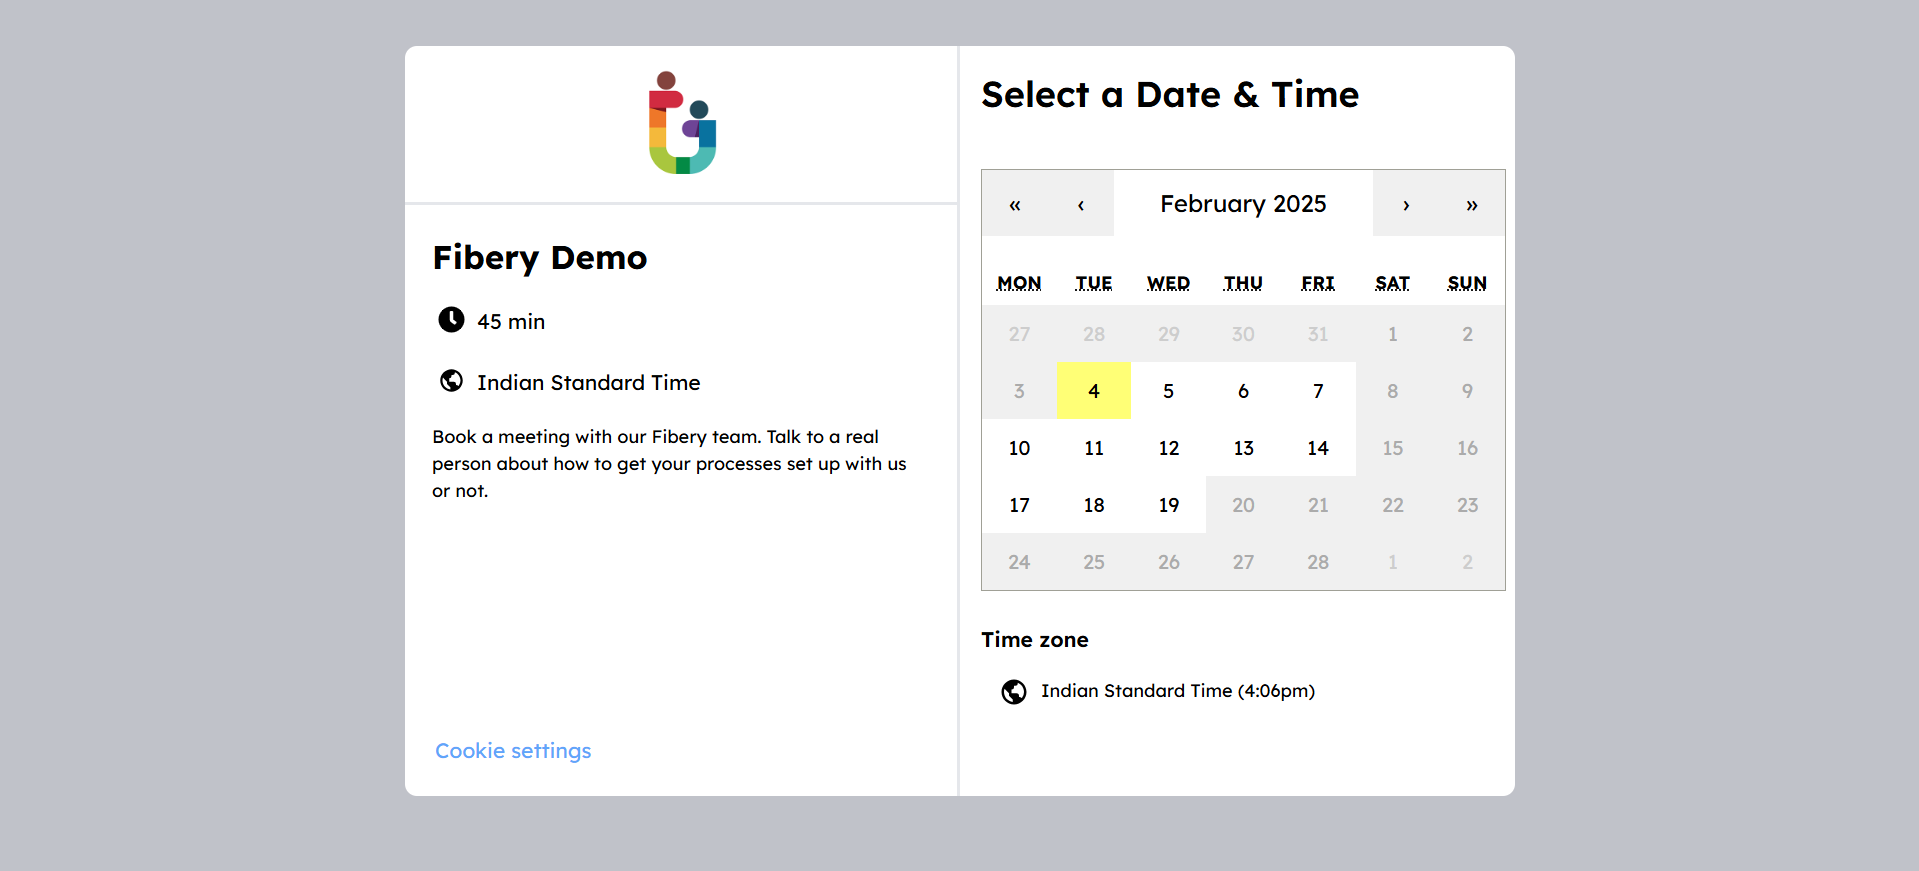 Fibery Demo
45 min
Indian Standard Time
Book a meeting with our Fibery team. Talk to a real
person about how to get your processes set up with us
or not.
Cookie settings
Select a Date & Time
« ‹ February 2025 › »
MON TUE WED THU FRI SAT SUN
27 28 29 30 31 1 2
3 4 5 6 7 8 9
10 11 12 13 14 15 16
17 18 19 20 21 22 23
24 25 26 27 28 1 2
Time zone
Indian Standard Time (4:06pm)